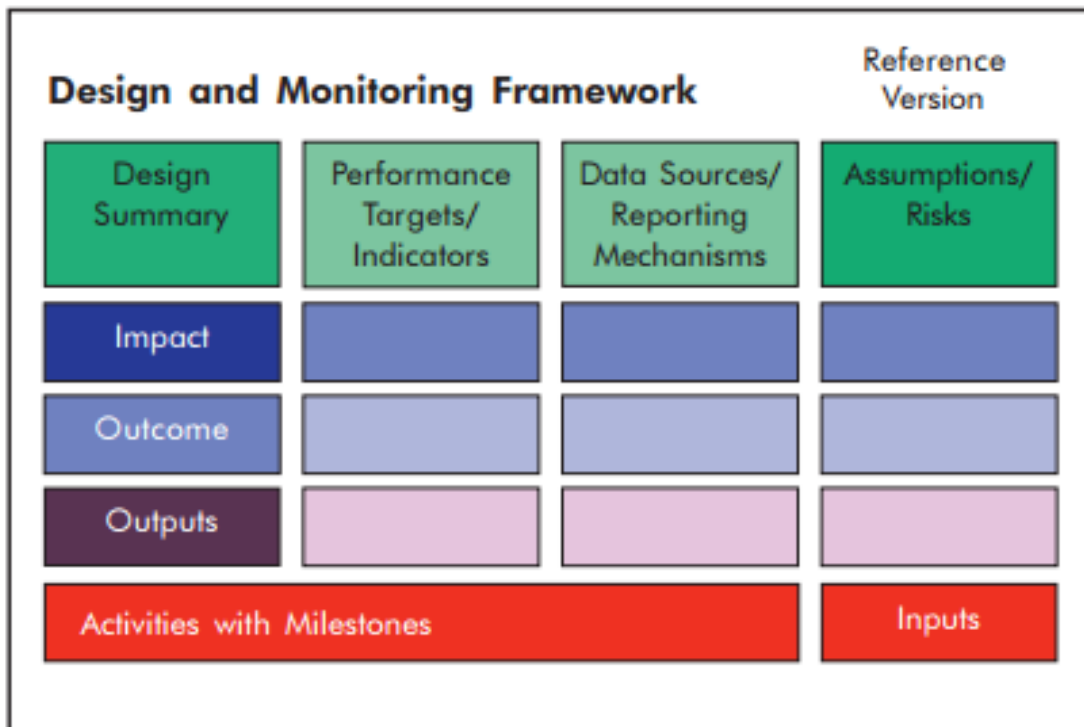 Reference
Version
Design and Monitoring Framework
Design
Summary
Performance
Targets/
Indicators
Data Sources/
Reporting
Mechanisms
Assumptions/
Risks
Impact
Outcome
Outputs
Activities with Milestones
Inputs